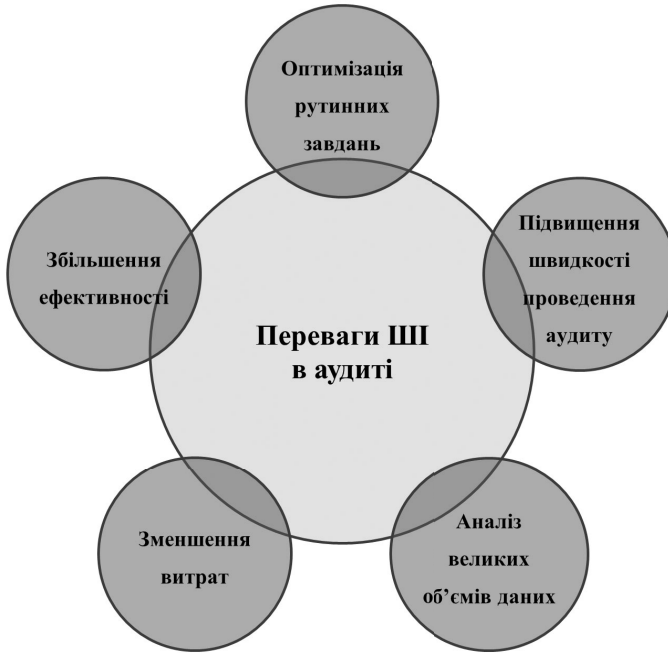 Оптимізація
рутинних
завдань
Збільшення
ефективності
Підвищення
швидкості
проведення
аудиту
Переваги ШІ
в аудиті
Зменшення
витрат
Аналіз
великих
об’ємів даних